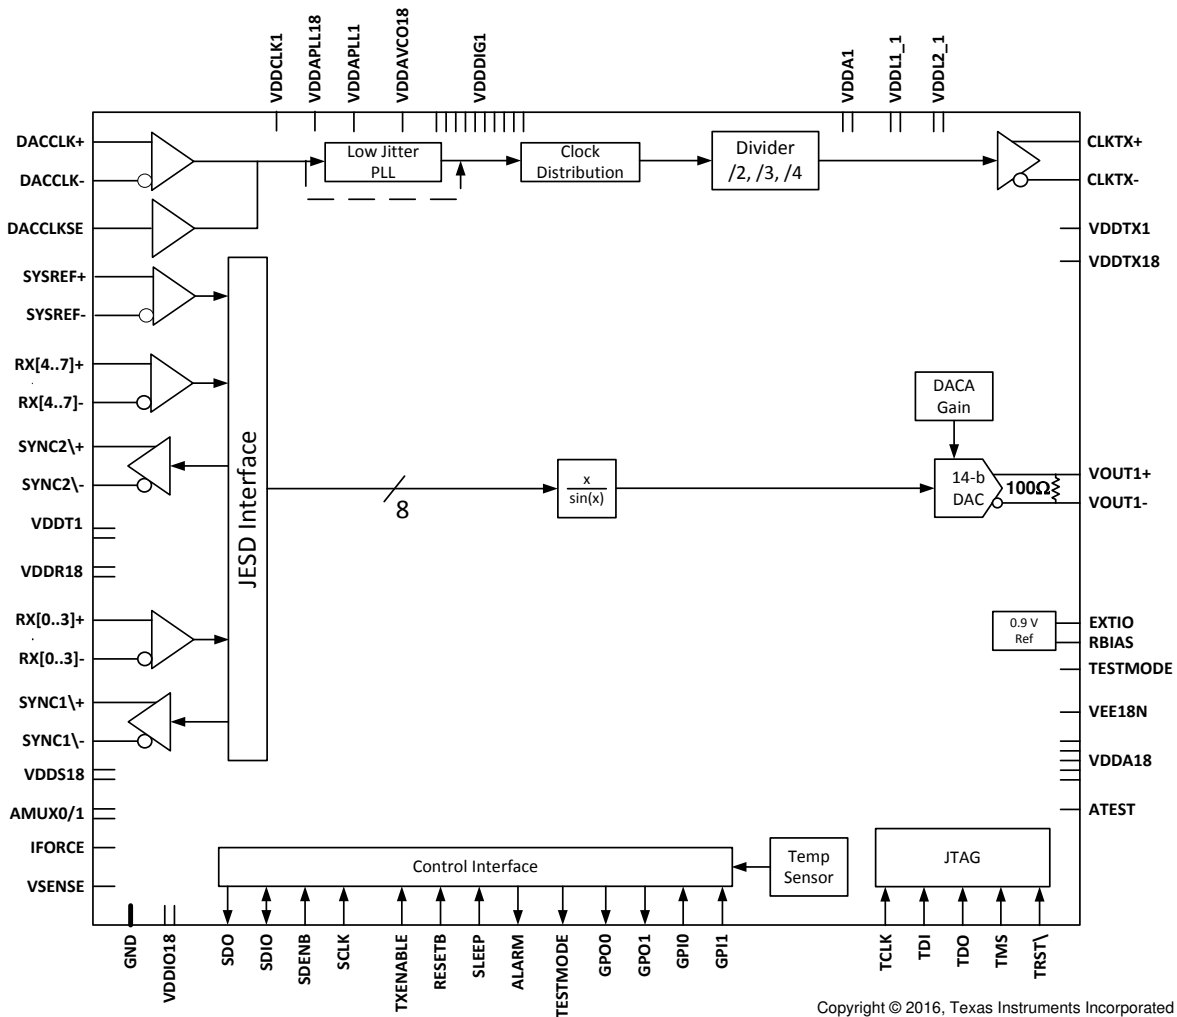 VDDCLK1
VDDAPLL18
VDDAPLL1
VDDAVCO18
VDDDIG1
VDDA1
VDDL1_1
VDDL2_1
DACCLK+
DACCLK-
DACCLKSE
Low Jitter
PLL
Clock
Distribution
Divider
/2, /3, /4
CLKTX+
CLKTX-
VDDTX1
VDDTX18
SYSREF+
SYSREF-
RX[4..7]+
RX[4..7]-
SYNC2\+
SYNC2\-
VDDT1
VDDR18
RX[0..3]+
RX[0..3]-
SYNC1\+
SYNC1\-
VDDS18
AMUX0/1
IFORCE
VSENSE
JESD Interface
8
x
sin(x)
DACA
Gain
14-b
DAC
100Ω
VOUT1+
VOUT1-
0.9 V
Ref
EXTIO
RBIAS
TESTMODE
VEE18N
VDDA18
ATEST
Control Interface
Temp
Sensor
JTAG
GND
VDDIO18
SDO
SDIO
SDENB
SCLK
TXENABLE
RESETB
SLEEP
ALARM
TESTMODE
GPO0
GPO1
GPI0
GPI1
TCLK
TDI
TDO
TMS
TRST\
Copyright © 2016, Texas Instruments Incorporated